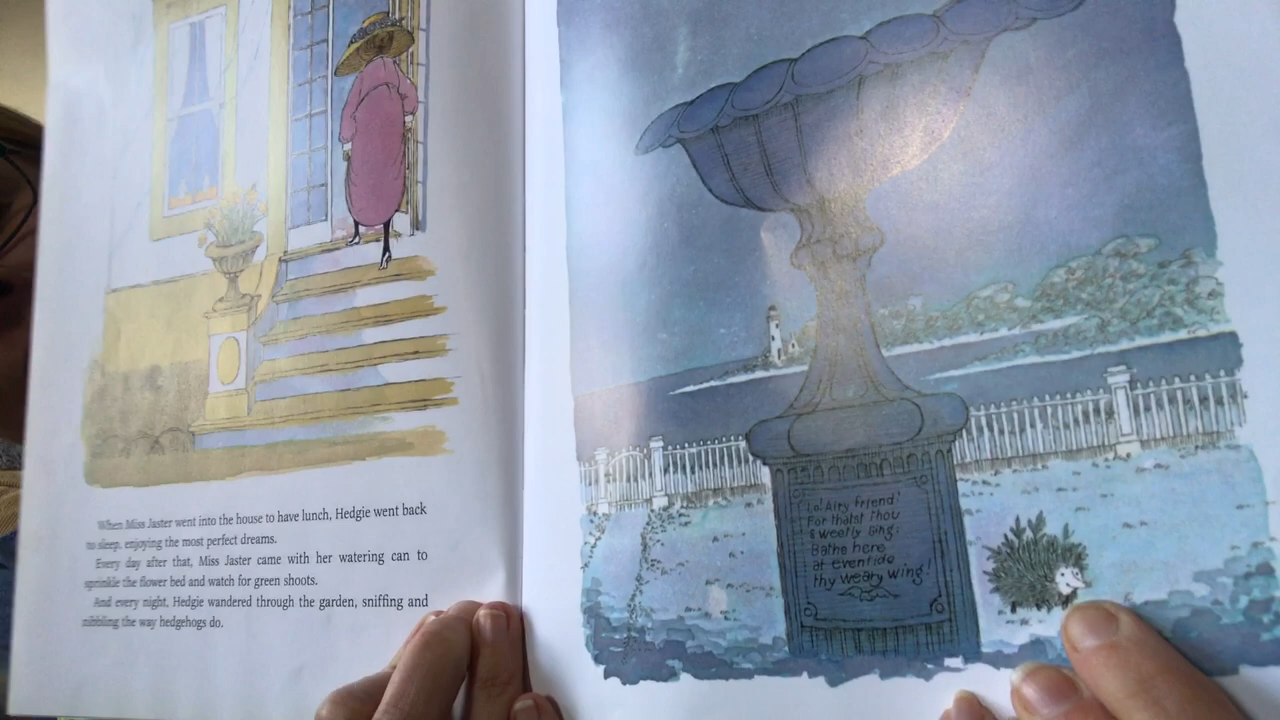 When Miss Jaster went into the house to have lunch, Hedgie went back
to sleep, enjoying the most perfect dreams.
Every day after that, Miss Jaster came with her watering can to
sprinkle the flower bed and watch for green shoots.
And every night, Hedgie wandered through the garden, sniffing and
nibbling the way hedgehogs do.
Lo! Airy Friend!
For thatst Thou
Sweetly Sing:
Bathe here
at eventide
thy weary wing!